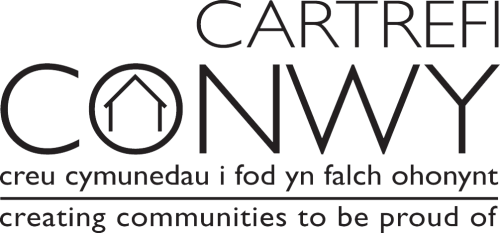 CARTREFI
CONWY
creu cymunedau i fod yn falch ohonynt
creating communities to be proud of